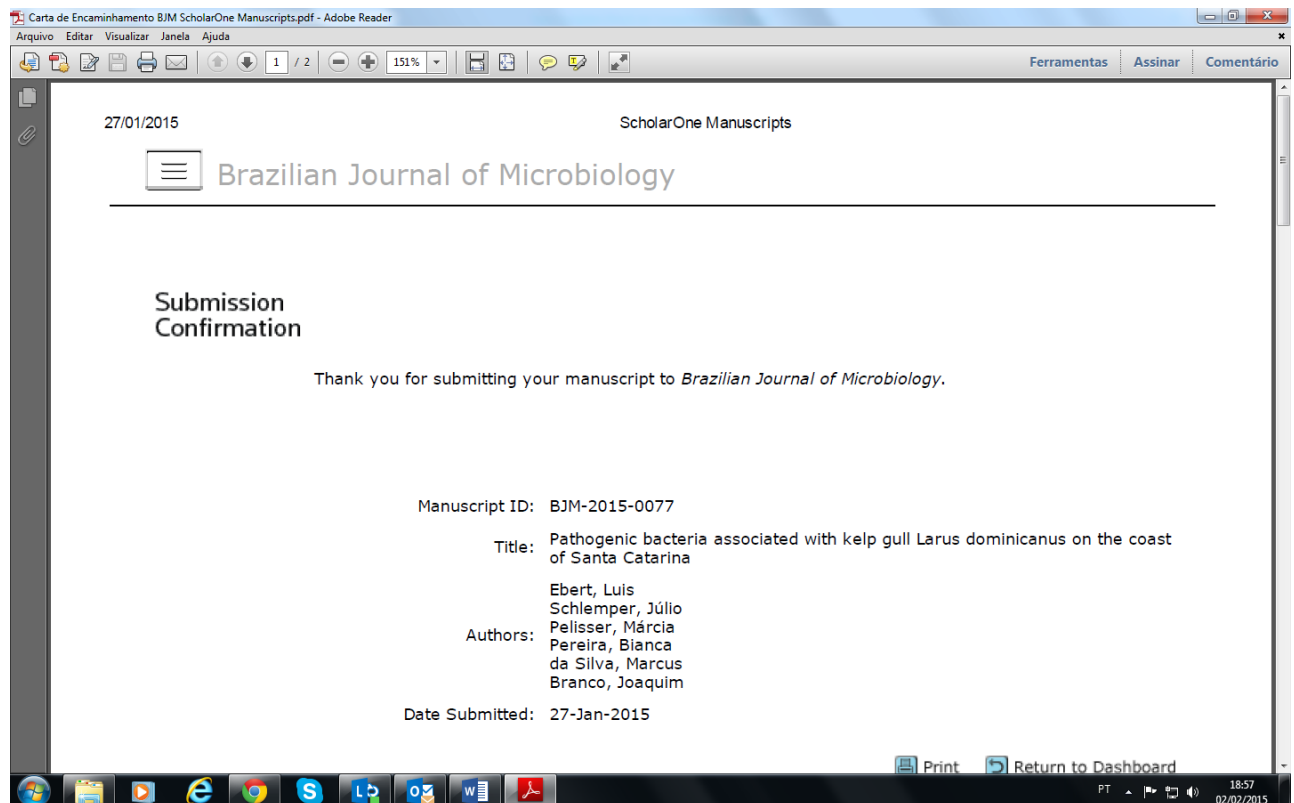 Carta de Encaminhamento BJM ScholarOne Manuscripts.pdf - Adobe Reader
Arquivo Editar Visualizar Janela Ajuda
1 / 2 151% Ferramentas Assinar Comentário
27/01/2015 ScholarOne Manuscripts
Brazilian Journal of Microbiology
Submission
Confirmation
Thank you for submitting your manuscript to Brazilian Journal of Microbiology.
Manuscript ID: BJM-2015-0077
Title: Pathogenic bacteria associated with kelp gull Larus dominicanus on the coast
of Santa Catarina
Authors: Ebert, Luis
Schlemper, Júlio
Pelisser, Márcia
Pereira, Bianca
da Silva, Marcus
Branco, Joaquim
Date Submitted: 27-Jan-2015
Print Return to Dashboard
PT 18:57
02/02/2015